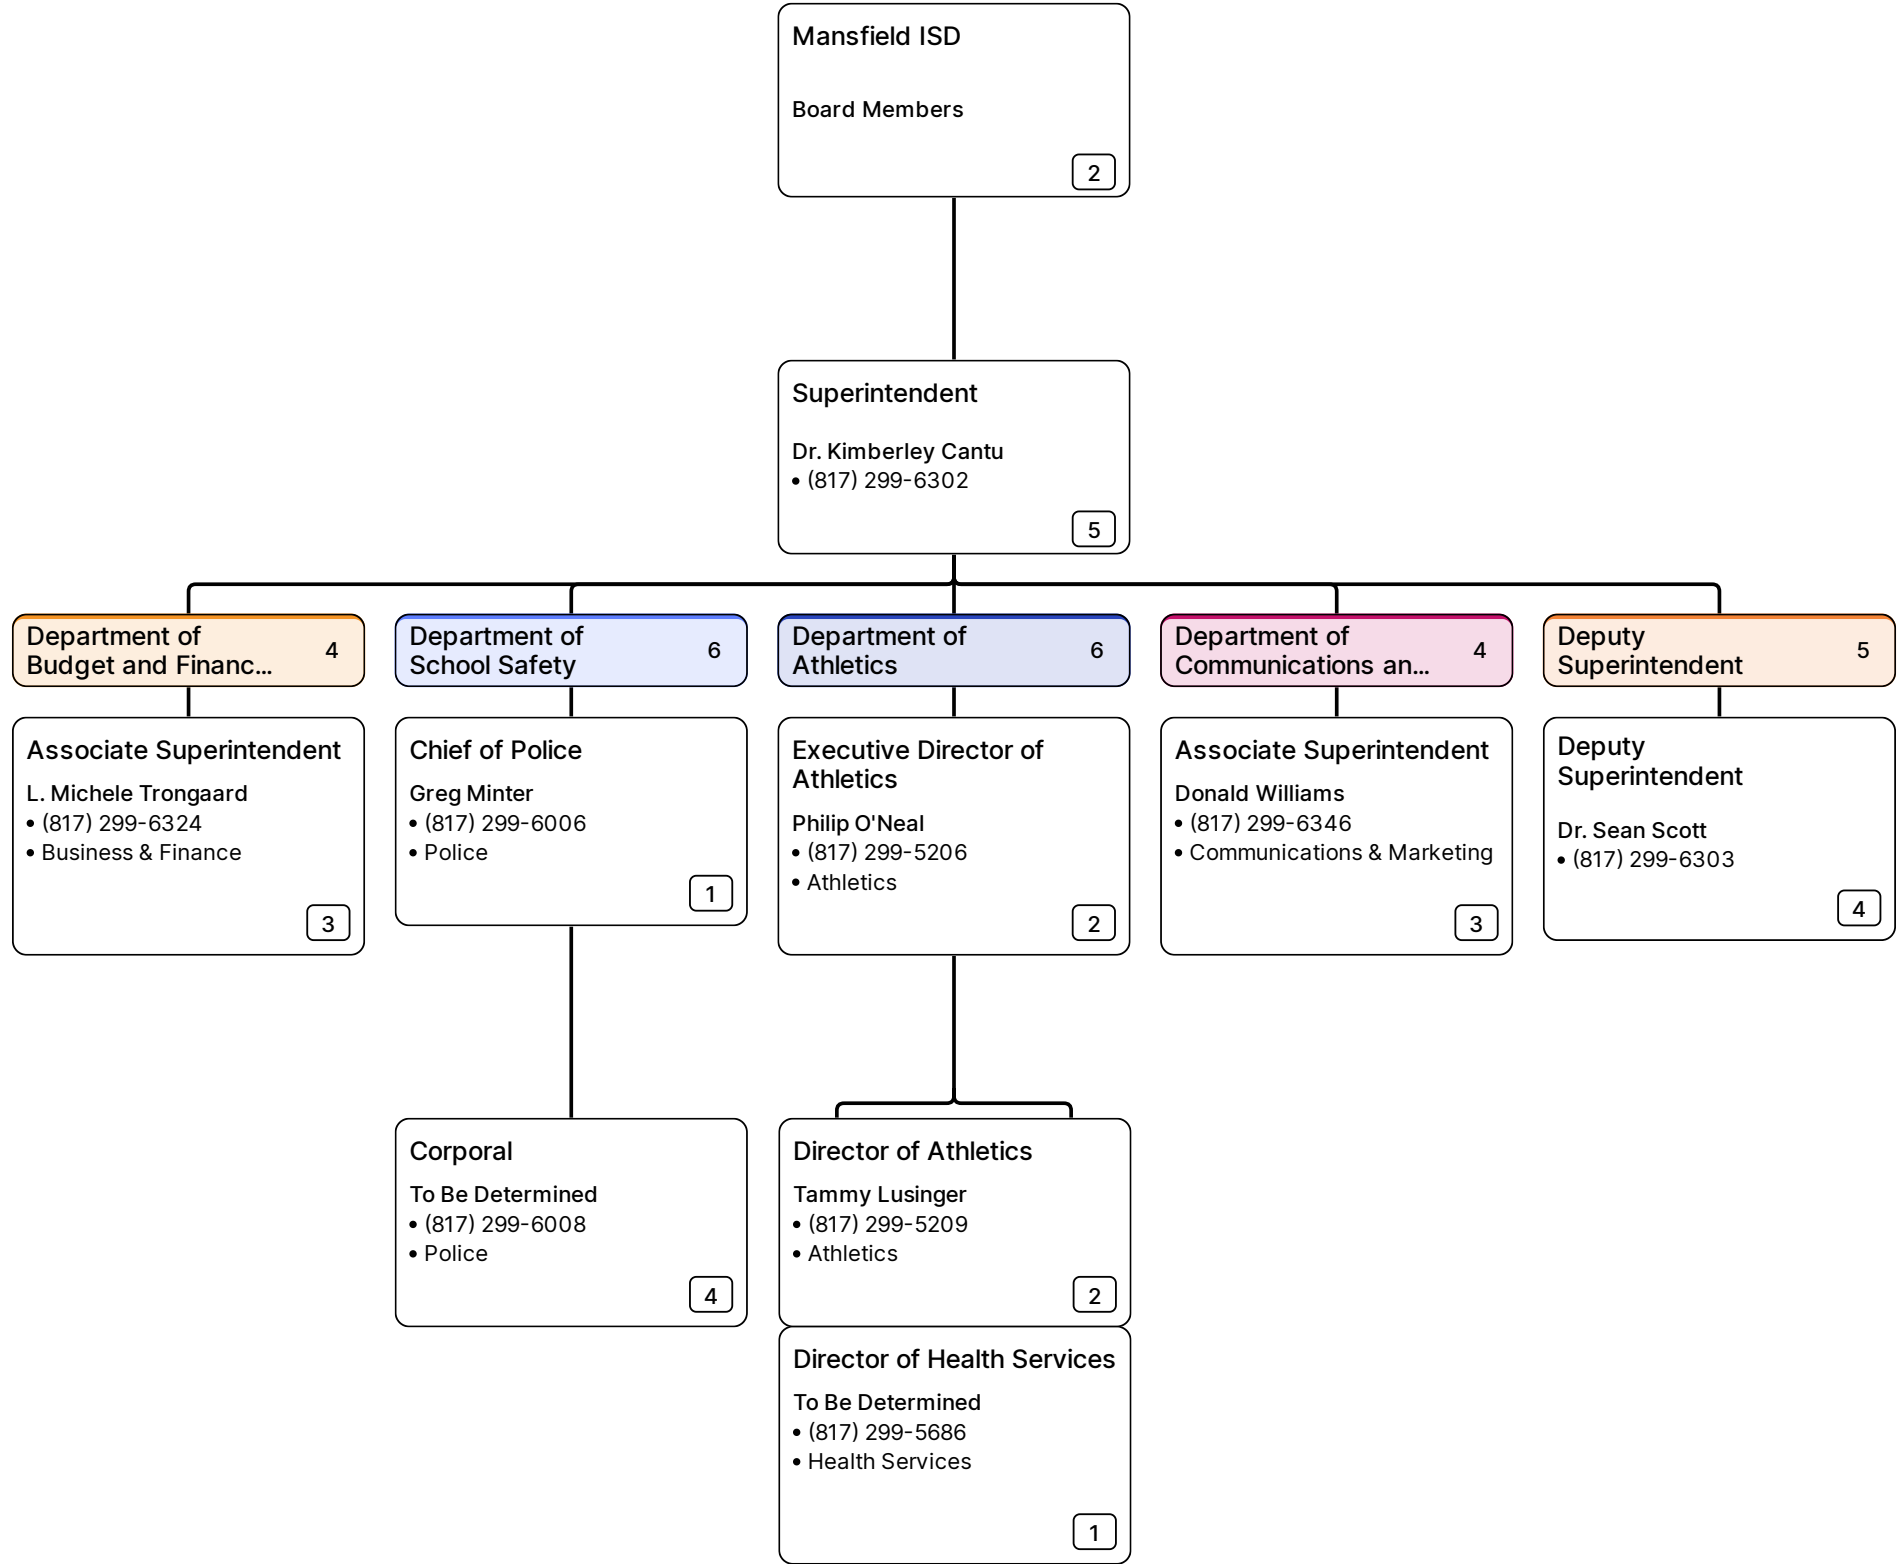 Mansfield ISD
Board Members
2
Superintendent
Dr. Kimberley Cantu
• (817) 299-6302
5
Department of
Budget and Financ...
4
Department of
School Safety
6
Department of
Athletics
6
Department of
Communications an...
4
Deputy
Superintendent
5
Associate Superintendent
L. Michele Trongaard
• (817) 299-6324
• Business & Finance
3
Chief of Police
Greg Minter
• (817) 299-6006
• Police
1
Executive Director of
Athletics
Philip O'Neal
• (817) 299-5206
• Athletics
2
Associate Superintendent
Donald Williams
• (817) 299-6346
• Communications & Marketing
3
Deputy
Superintendent
Dr. Sean Scott
• (817) 299-6303
4
Corporal
To Be Determined
• (817) 299-6008
• Police
4
Director of Athletics
Tammy Lusinger
• (817) 299-5209
• Athletics
2
Director of Health Services
To Be Determined
• (817) 299-5686
• Health Services
1